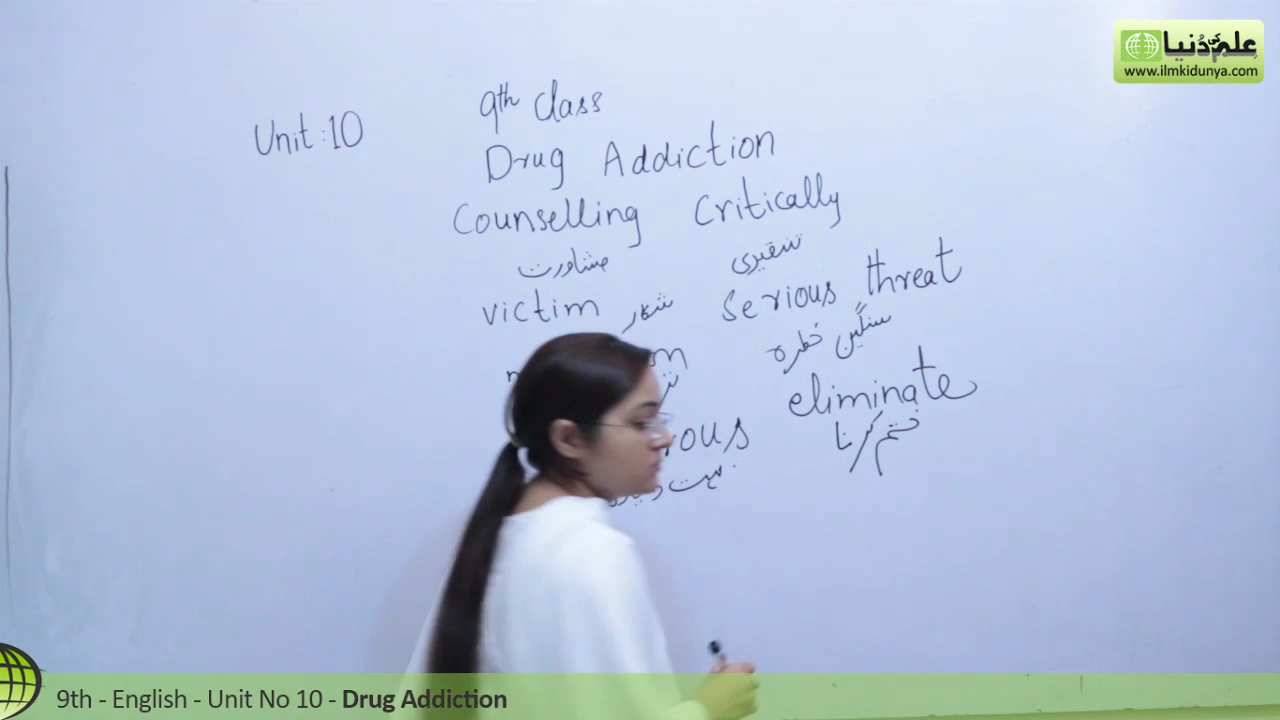 علم کی دُنیا
www.ilmkidunya.com
9th Class
Unit:10
Drug Addiction
Counselling Critically
مشاورت تنقیدی
victim شکار serious threat
سنگین خطرہ
eliminate
ختم کرنا
9th - English - Unit No 10 - Drug Addiction